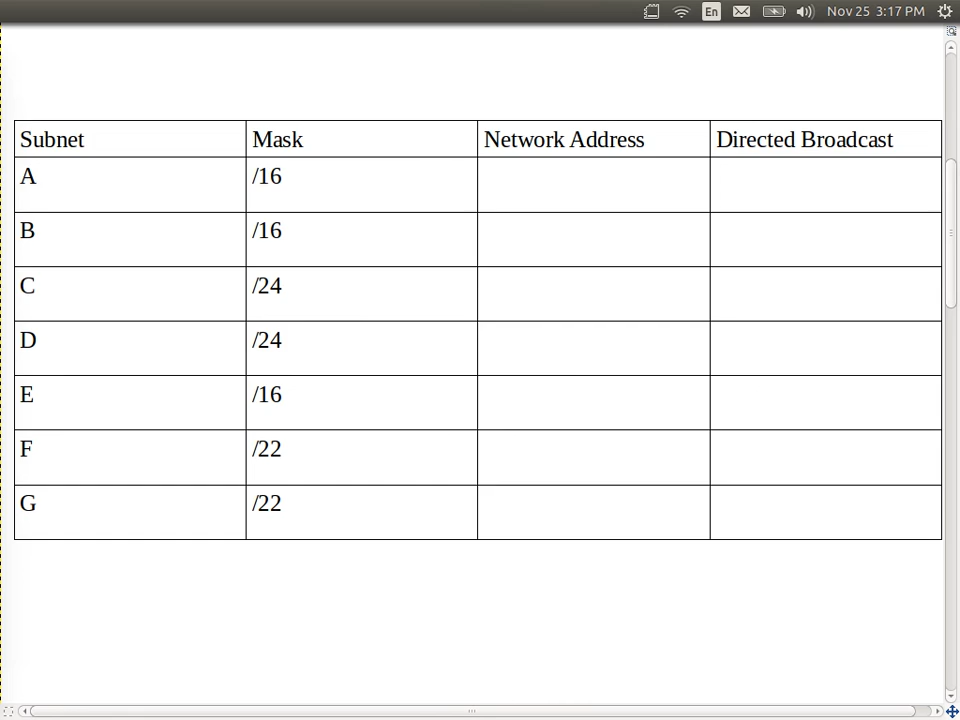 En Nov 25 3:17 PM
Subnet Mask Network Address Directed Broadcast
A /16
B /16
C /24
D /24
E /16
F /22
G /22